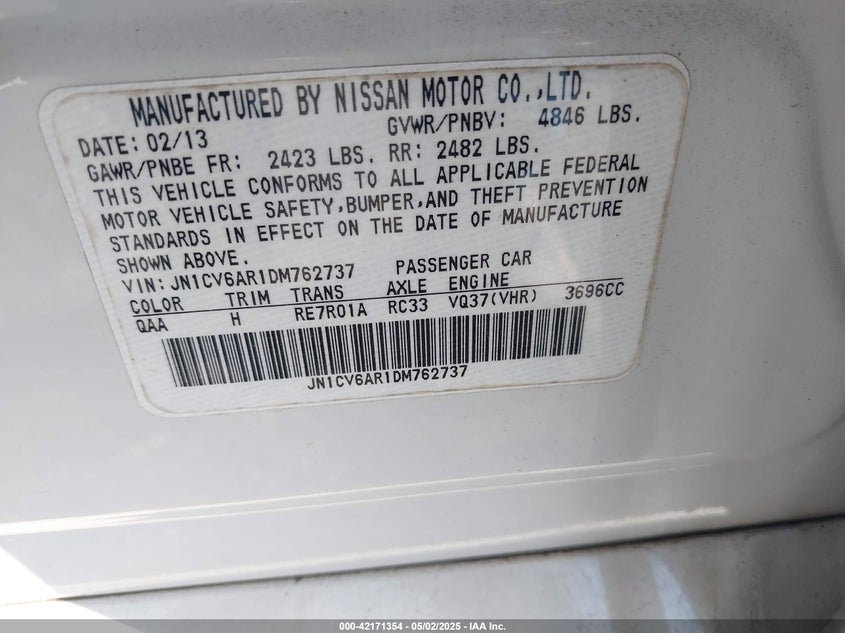 MANUFACTURED BY NISSAN MOTOR CO.,LTD.
DATE: 02/13 GVWR/PNBV: 4846 LBS.
GAWR/PNBE FR: 2423 LBS. RR: 2482 LBS.
THIS VEHICLE CONFORMS TO ALL APPLICABLE FEDERAL
MOTOR VEHICLE SAFETY,BUMPER,AND THEFT PREVENTION
STANDARDS IN EFFECT ON THE DATE OF MANUFACTURE
SHOWN ABOVE.
VIN: JN1CV6AR1DM762737 PASSENGER CAR
COLOR TRIM TRANS AXLE ENGINE
QAA H RE7R01A RC33 VQ37(VHR) 3696CC
JN1CV6AR1DM762737
000-42171354 - 05/02/2025 - IAA Inc.